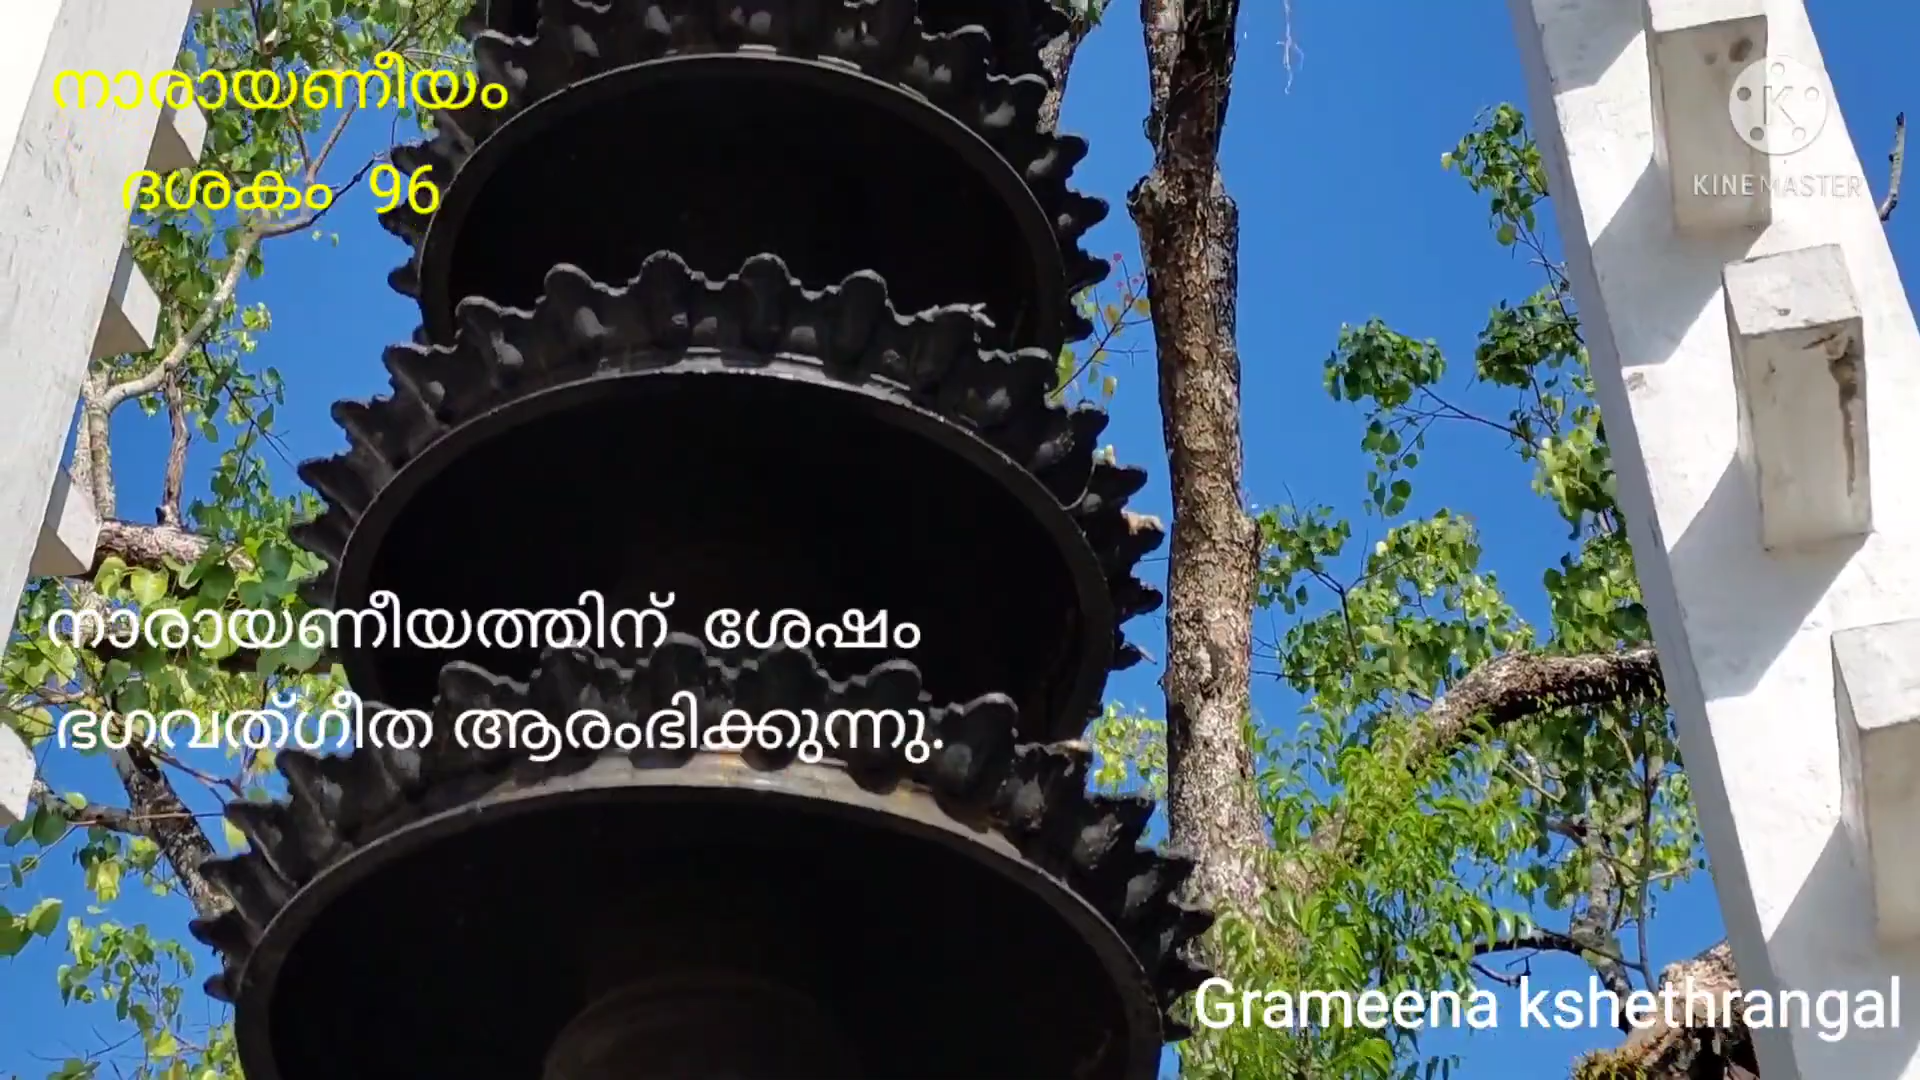 നാരായണീയം
ദശകം 96
KINEMASTER
നാരായണീയത്തിന് ശേഷം
ഭഗവത്ഗീത ആരംഭിക്കുന്നു.
Grameena kshethrangal